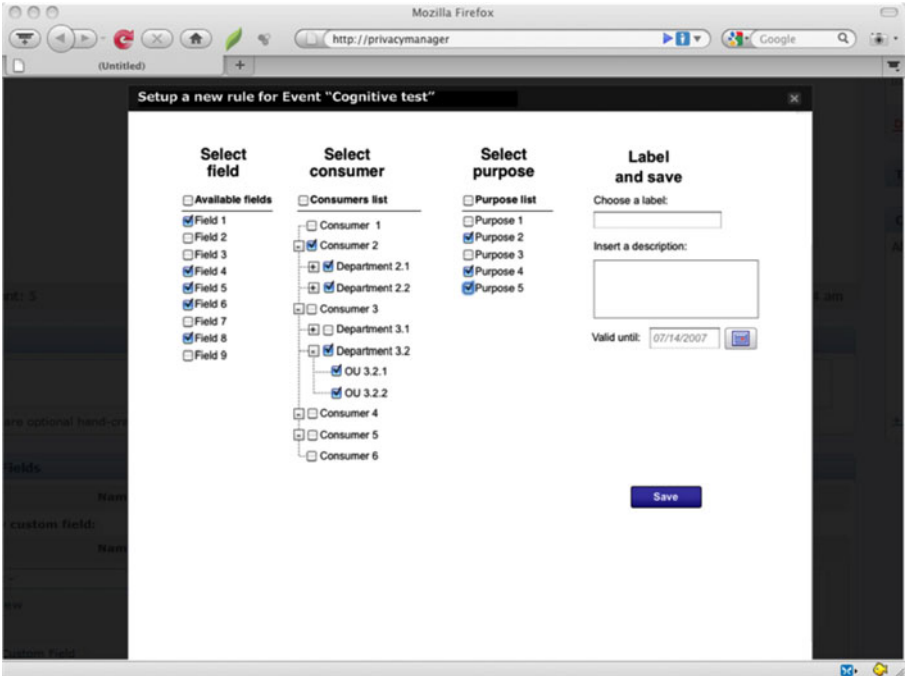 Mozilla Firefox
http://privacymanager
Google
(Untitled)
Setup a new rule for Event "Cognitive test"
Select field
Available fields
Field 1
Field 2
Field 3
Field 4
Field 5
Field 6
Field 7
Field 8
Field 9
Select consumer
Consumers list
Consumer 1
Consumer 2
Department 2.1
Department 2.2
Consumer 3
Department 3.1
Department 3.2
OU 3.2.1
OU 3.2.2
Consumer 4
Consumer 5
Consumer 6
Select purpose
Purpose list
Purpose 1
Purpose 2
Purpose 3
Purpose 4
Purpose 5
Label and save
Choose a label:
Insert a description:
Valid until: 07/14/2007
Save
are optional
custom field:
Custom Field